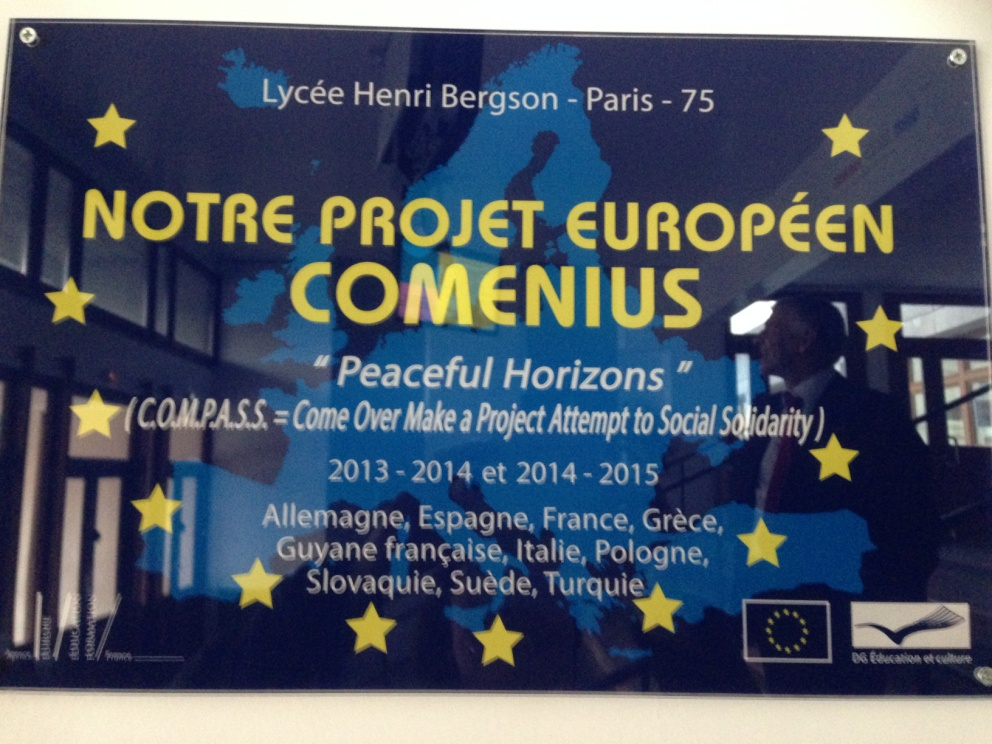 Lycée Henri Bergson - Paris - 75
NOTRE PROJET EUROPÉEN
COMENIUS
“ Peaceful Horizons ”
( C.O.M.P.A.S.S. = Come Over Make a Project Attempt to Social Solidarity )
2013 - 2014 et 2014 - 2015
Allemagne, Espagne, France, Grèce,
Guyane française, Italie, Pologne,
Slovaquie, Suède, Turquie
DG Éducation et culture